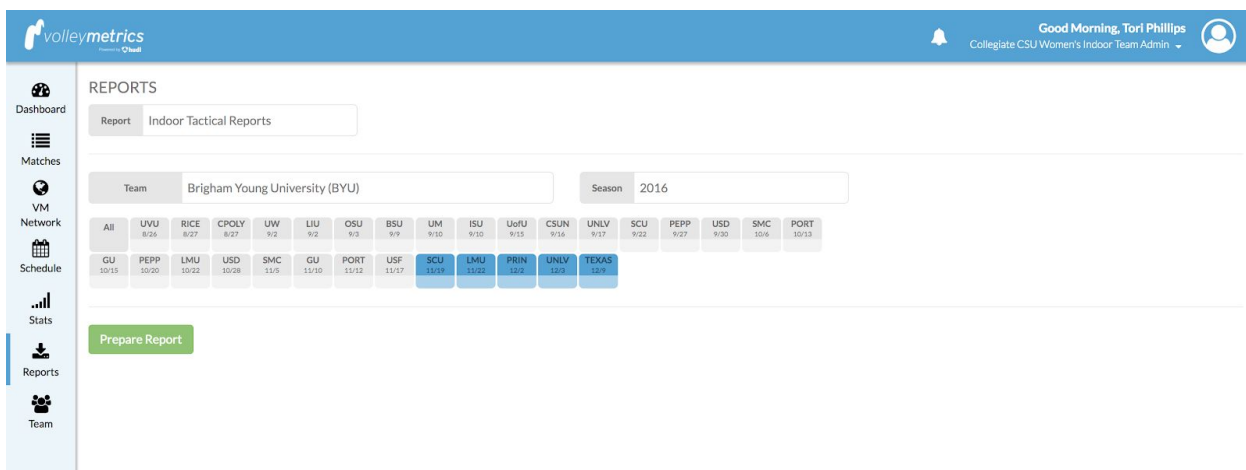 volleymetrics
Powered by hudl
Good Morning, Tori Phillips
Collegiate CSU Women's Indoor Team Admin
Dashboard
Matches
VM
Network
Schedule
Stats
Reports
Team
REPORTS
Report Indoor Tactical Reports
Team Brigham Young University (BYU) Season 2016
All UVU RICE CPOLY UW LIU OSU BSU UM ISU UofU CSUN UNLV SCU PEPP USD SMC PORT
8/26 8/27 8/27 9/2 9/2 9/3 9/9 9/10 9/10 9/15 9/16 9/17 9/22 9/27 9/30 10/6 10/13
GU PEPP LMU USD SMC GU PORT USF SCU LMU PRIN UNLV TEXAS
10/15 10/20 10/22 10/28 11/5 11/10 11/12 11/17 11/19 11/22 12/2 12/3 12/9
Prepare Report